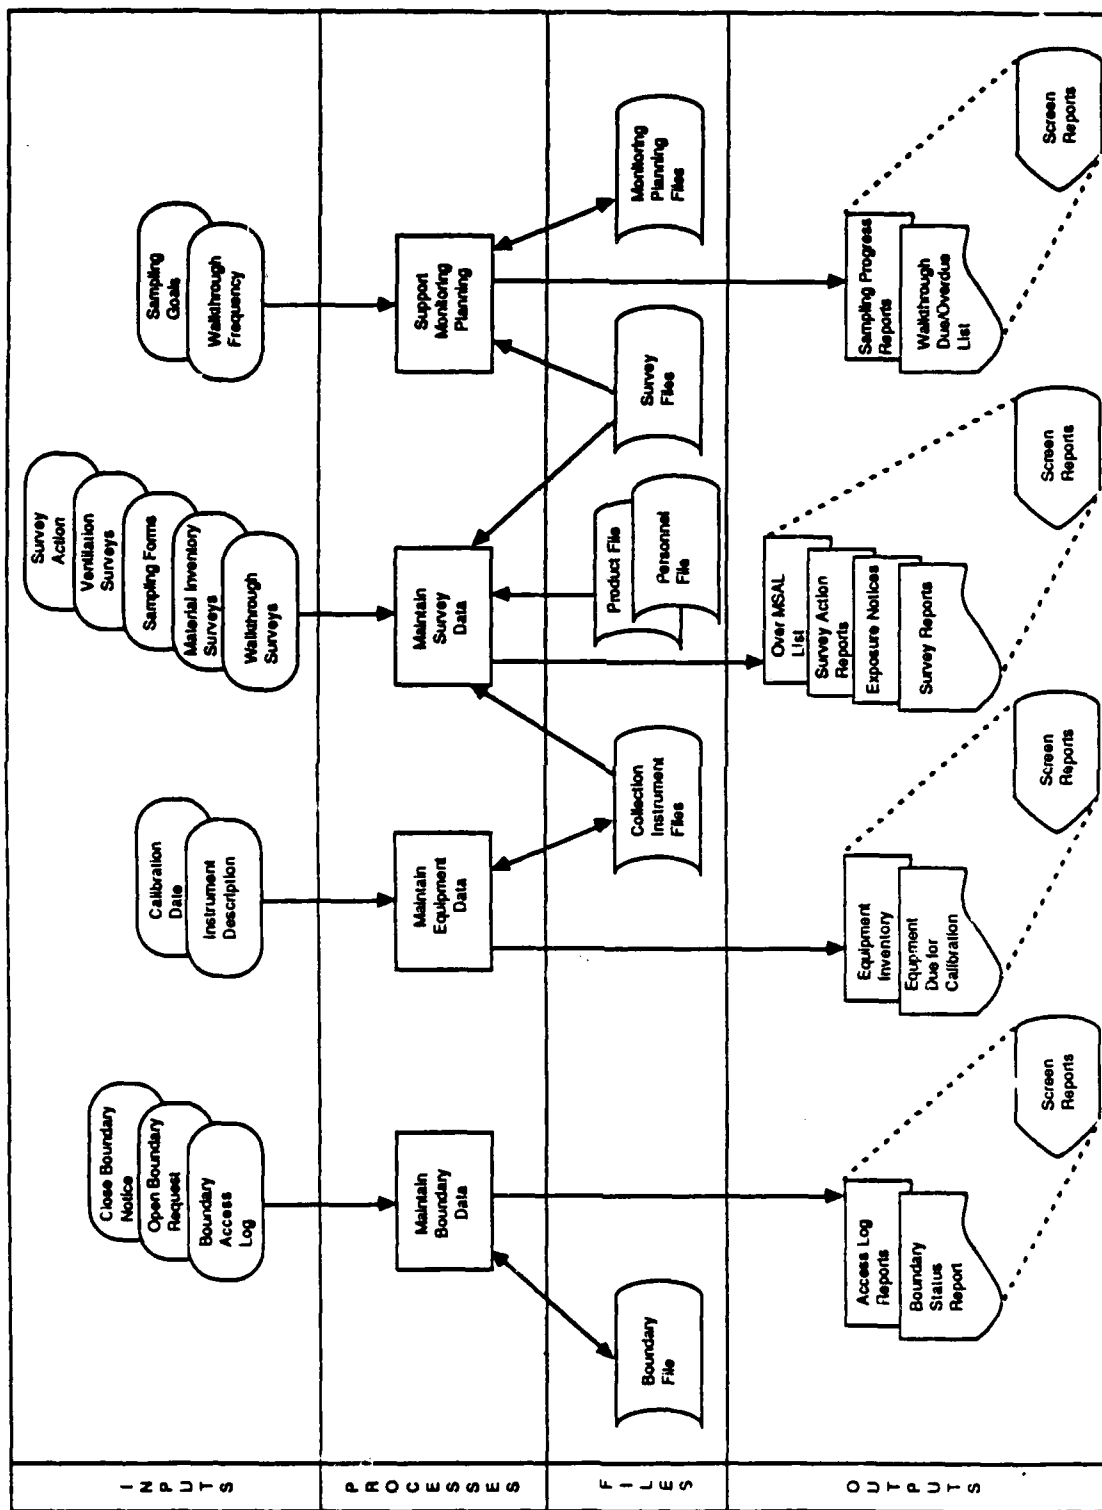 INPUTS
Close Boundary
Notice
Open Boundary
Request
Boundary
Access
Log
Calibration
Date
Instrument
Description
Survey
Action
Ventilation
Surveys
Sampling Forms
Material Inventory
Surveys
Walkthrough
Surveys
Sampling
Goals
Walkthrough
Frequency
PROCESSES
Maintain
Boundary
Data
Maintain
Equipment
Data
Maintain
Survey
Data
Support
Monitoring
Planning
FILES
Boundary
File
Collection
Instrument
Files
Product File
Personnel
File
Survey
Files
Monitoring
Planning
Files
OUTPUTS
Access Log
Reports
Boundary
Status
Report
Screen
Reports
Equipment
Inventory
Equpment
Due for
Calibration
Screen
Reports
Over MSAL
List
Survey Action
Reports
Exposure Notices
Survey Reports
Screen
Reports
Sampling Progress
Reports
Walkthrough
Due/Overdue
List
Screen
Reports